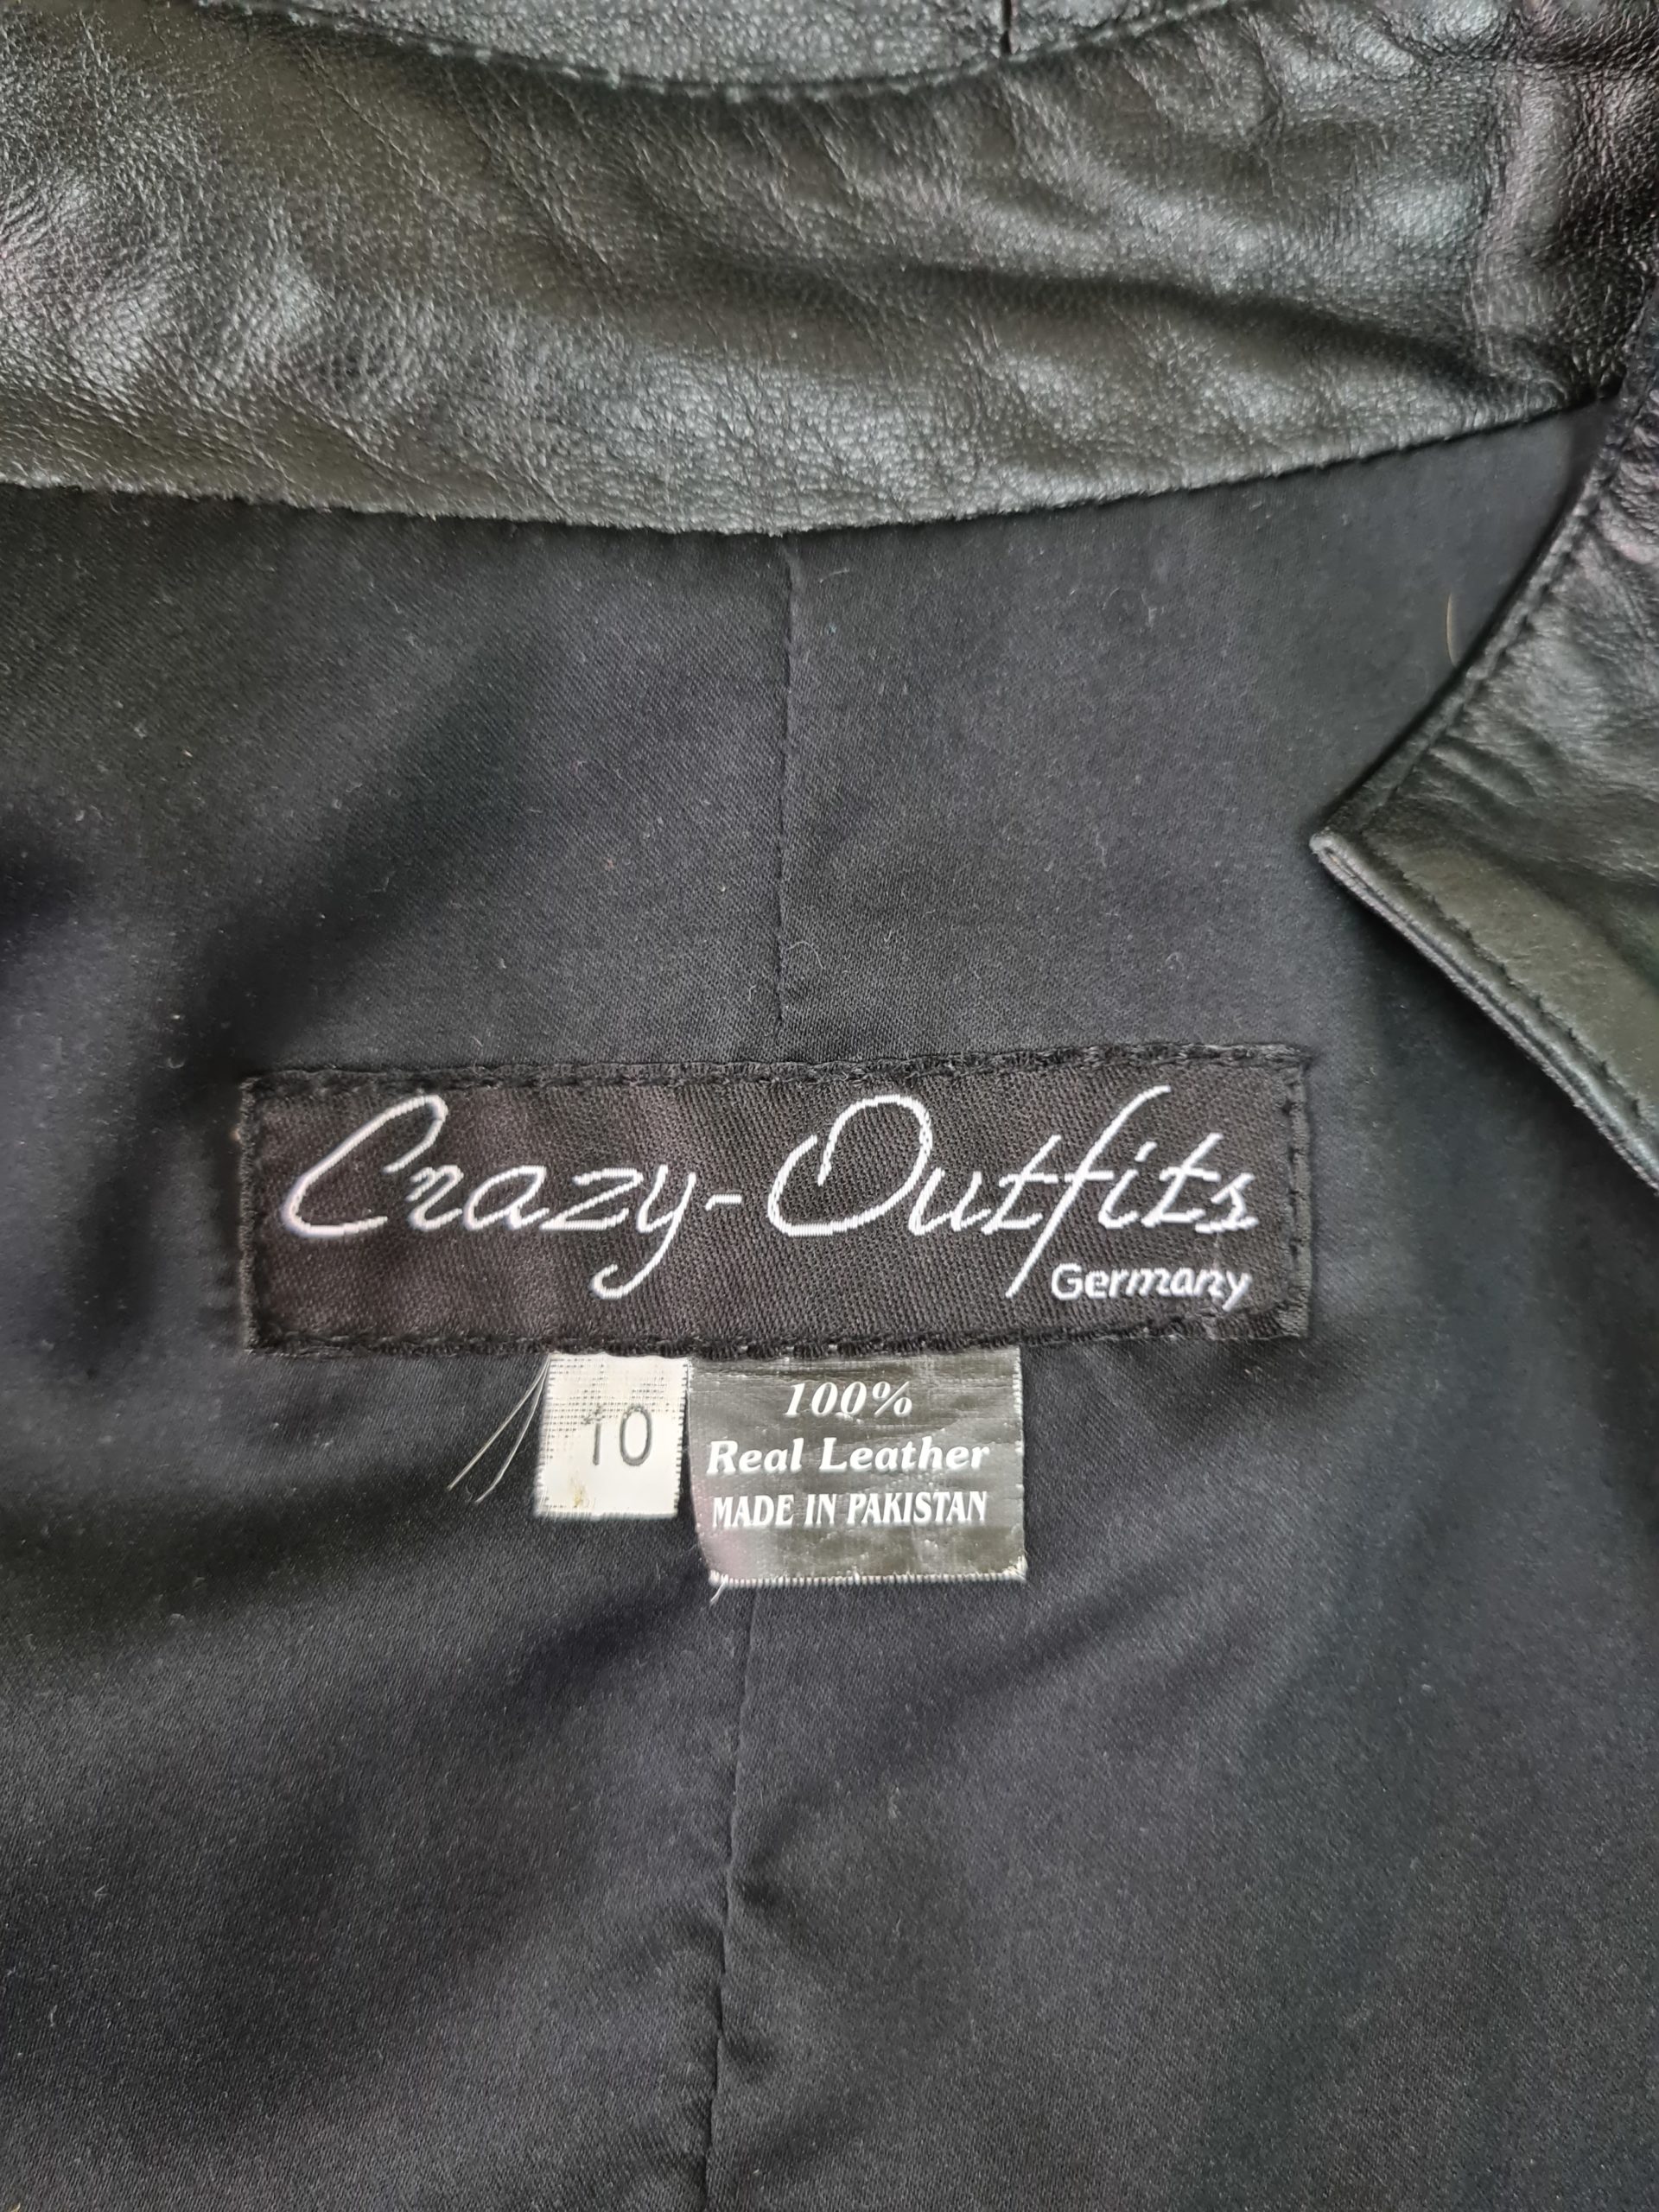 Crazy-Outfits
Germany
10
100%
Real Leather
MADE IN PAKISTAN